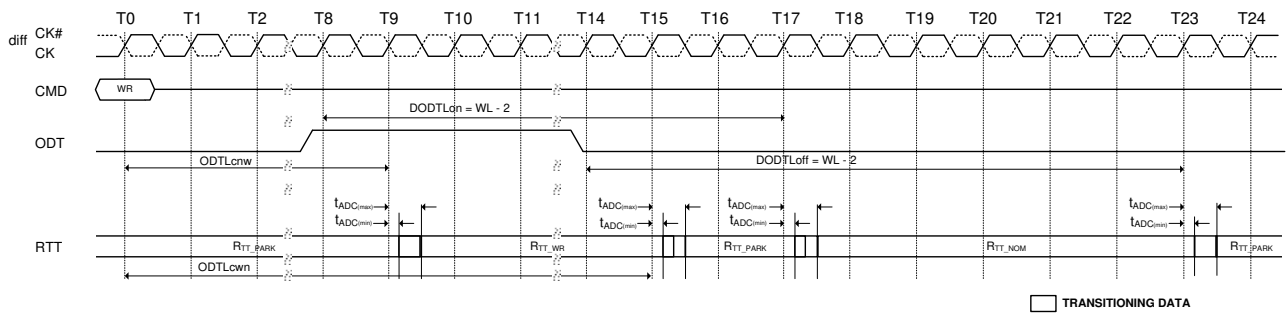 T0 T1 T2 T8 T9 T10 T11 T14 T15 T16 T17 T18 T19 T20 T21 T22 T23 T24
diff CK#
CK
CMD WR
DODTLon = WL - 2
ODT
ODTLcnw DODTLoff = WL - 2
tADC(max) tADC(max) tADC(max) tADC(max)
tADC(min) tADC(min) tADC(min) tADC(min)
RTT RTT_PARK RTT_WR RTT_PARK RTT_NOM RTT_PARK
ODTLcwn
TRANSITIONING DATA